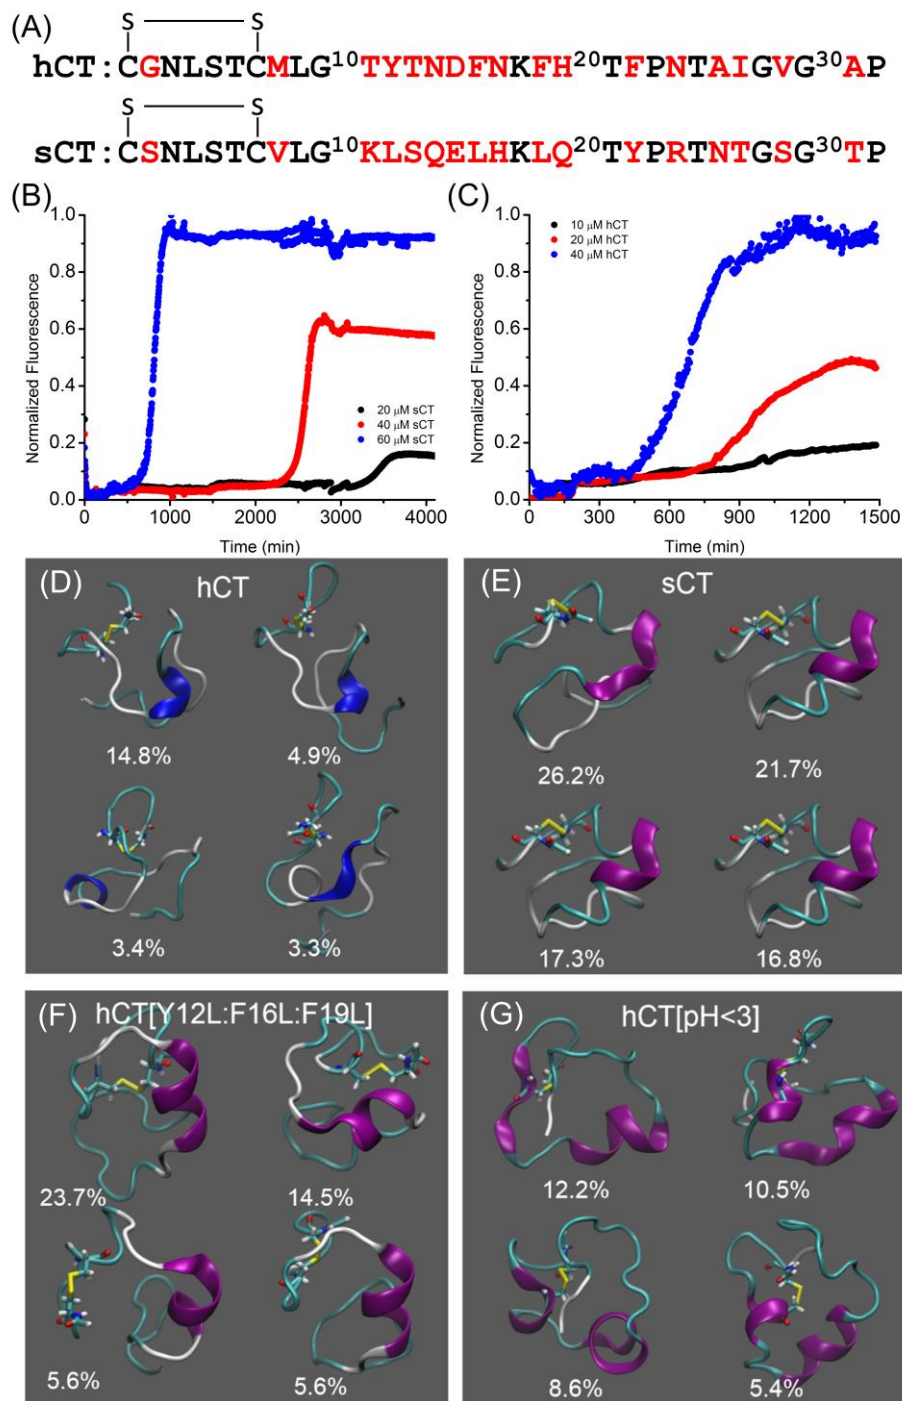 (A)
S S
hCT:CGNLSTCMLG10TYTNDFNKFH20TFPNTAIGVG30AP
S S
sCT:CSNLSTCVLG10KLSQELHKLQ20TYPRTNTGSG30TP
(B)
1.0
0.8
0.6
0.4
0.2
0.0
Normalized Fluorescence
20 μM sCT
40 μM sCT
60 μM sCT
0 1000 2000 3000 4000
Time (min)
(C)
1.0
0.8
0.6
0.4
0.2
0.0
Normalized Fluorescence
10 μM hCT
20 μM hCT
40 μM hCT
0 300 600 900 1200 1500
Time (min)
(D) hCT
14.8% 4.9%
3.4% 3.3%
(E) sCT
26.2% 21.7%
17.3% 16.8%
(F) hCT[Y12L:F16L:F19L]
23.7% 14.5%
5.6% 5.6%
(G) hCT[pH<3]
12.2% 10.5%
8.6% 5.4%